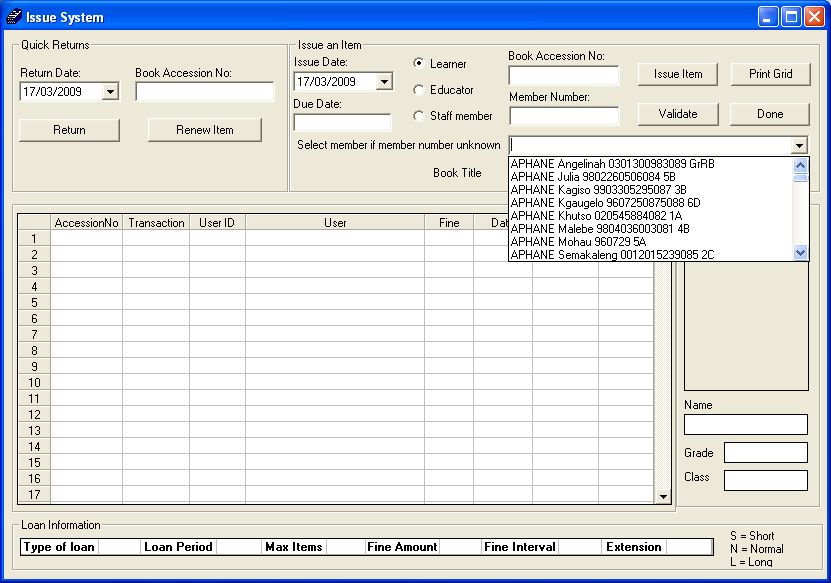 Issue System
Quick Returns
Return Date:
Book Accession No:
17/03/2009
Return
Renew Item
Issue an Item
Issue Date:
17/03/2009
Due Date:
Learner
Educator
Staff member
Book Accession No:
Member Number:
Issue Item
Print Grid
Validate
Done
Select member if member number unknown
Book Title
APHANE Angelinah 0301300983089 GrRB
APHANE Julia 9802260506084 5B
APHANE Kagiso 9903305295087 3B
APHANE Kgaugelo 9607250875088 6D
APHANE Khutso 020545884082 1A
APHANE Malebe 9804036003081 4B
APHANE Mohau 960729 5A
APHANE Semakaleng 0012015239085 2C
AccessionNo Transaction User ID User Fine Dat
1
2
3
4
5
6
7
8
9
10
11
12
13
14
15
16
17
Name
Grade
Class
Loan Information
Type of loan Loan Period Max Items Fine Amount Fine Interval Extension
S = Short
N = Normal
L = Long